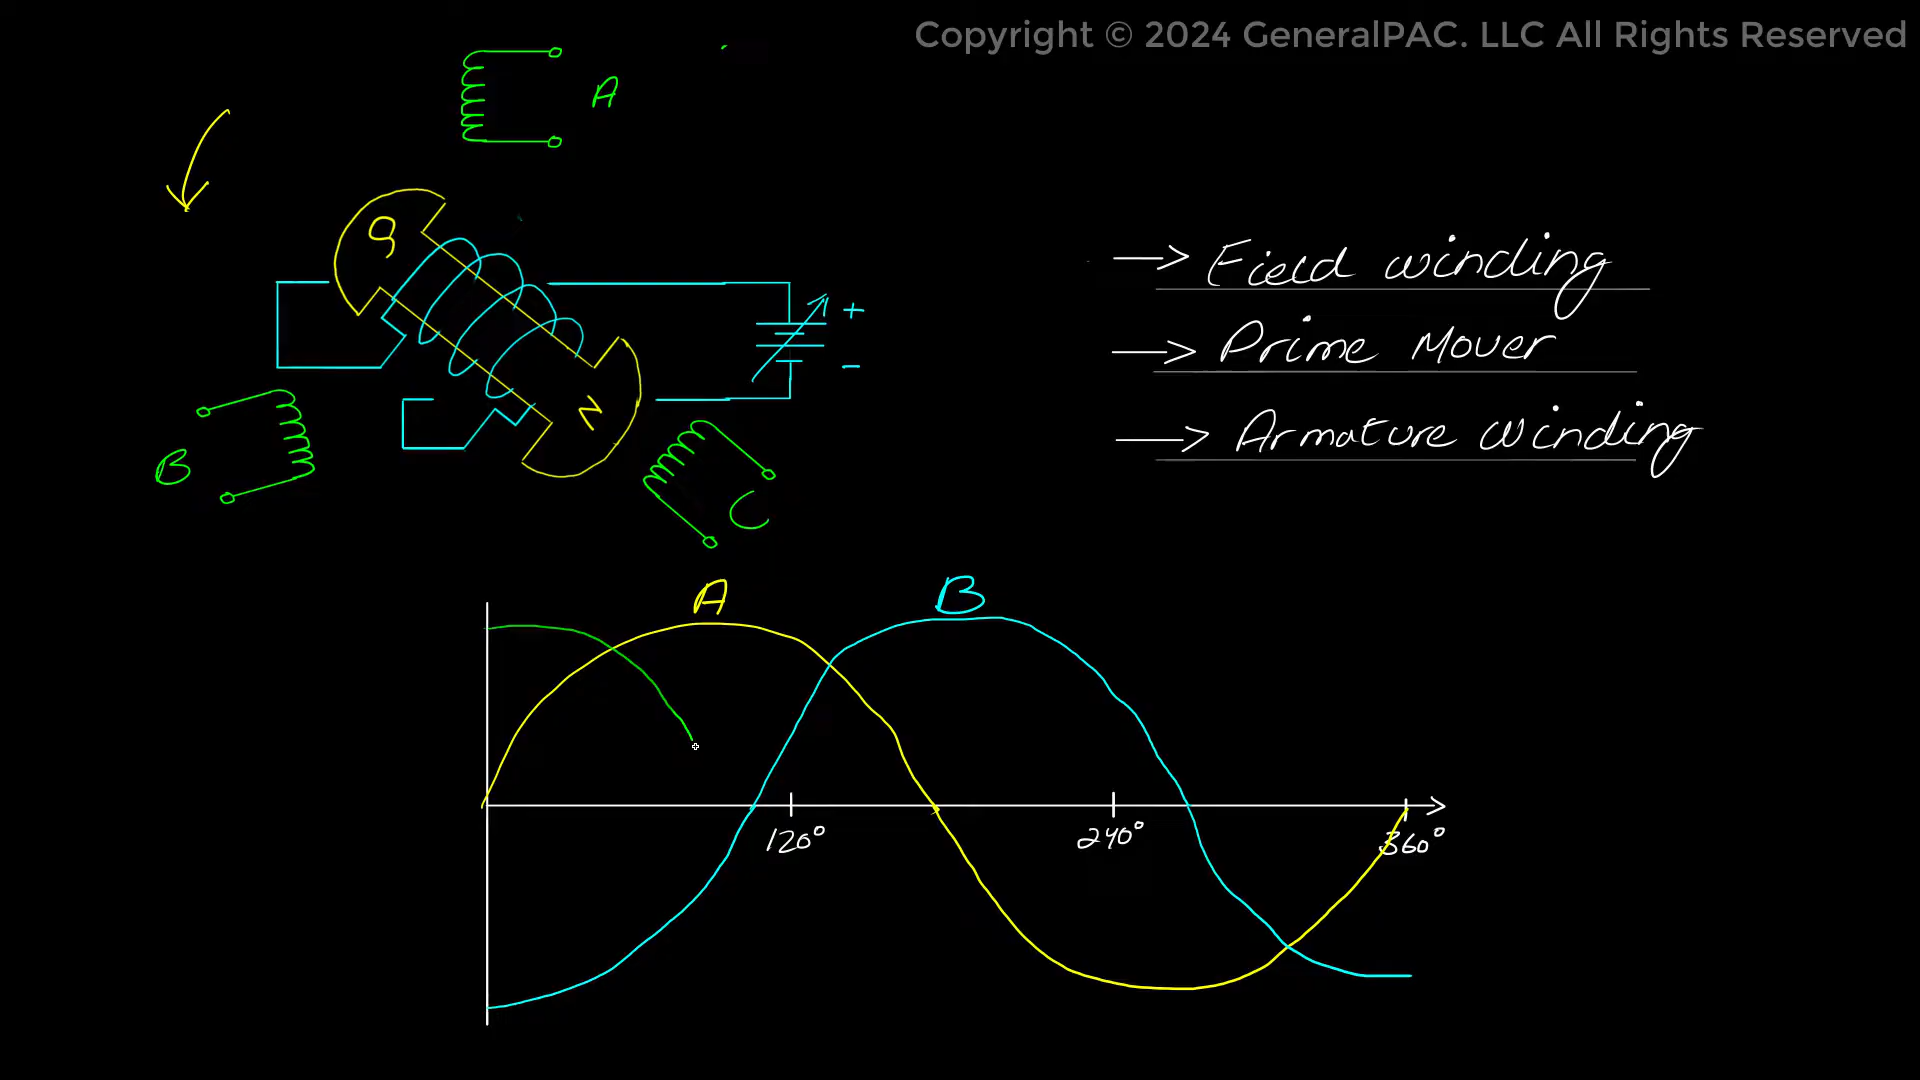 Copyright © 2024 GeneralPAC. LLC All Rights Reserved
A
+
-
N
B
C
→ Field winding
→ Prime Mover
→ Armature winding
A
B
120°
240°
360°